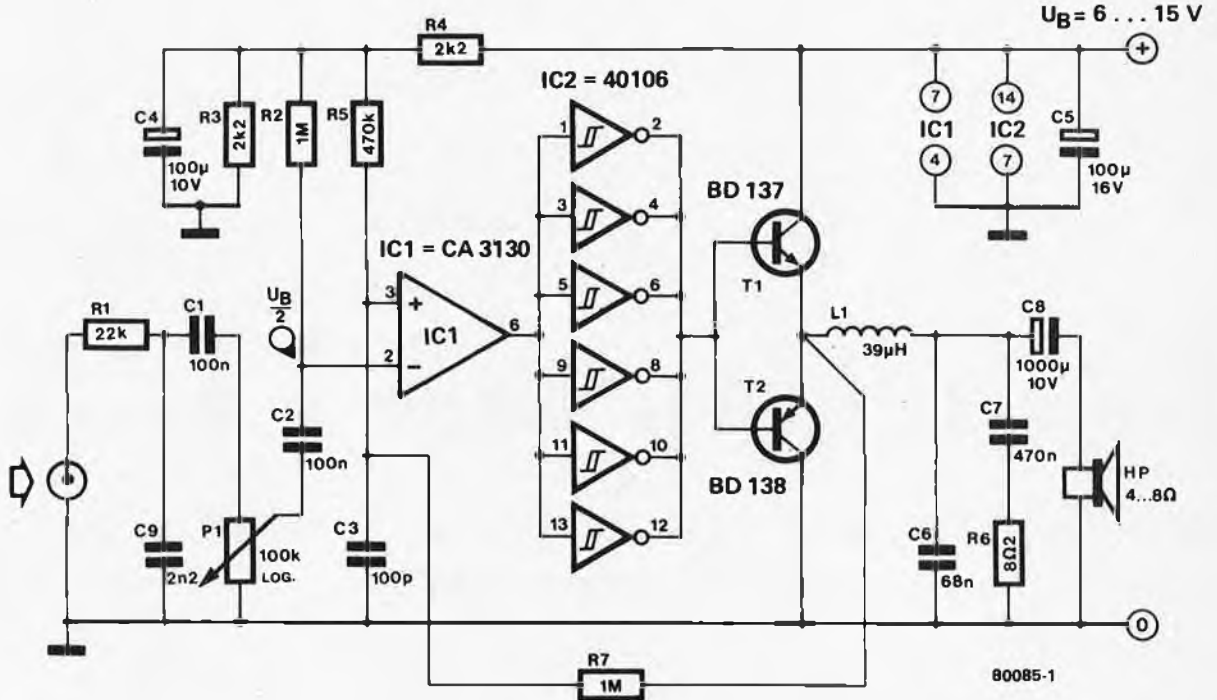 UB = 6 ... 15 V
R4
2k2
+
IC2 = 40106
C4
100µ
10V
R3
2k2
R2
1M
R5
470k
1
2
7
14
IC1
IC2
4
7
C5
100µ
16V
3
4
BD 137
IC1 = CA 3130
T1
5
6
R1
22k
C1
100n
UB
2
3
+
IC1
6
2
−
L1
39µH
C8
1000µ
10V
9
8
T2
C2
100n
C7
470n
11
10
BD 138
HP
4...8Ω
C9
2n2
P1
100k
LOG.
C3
100p
13
12
C6
68n
R6
8Ω2
0
R7
1M
80085-1